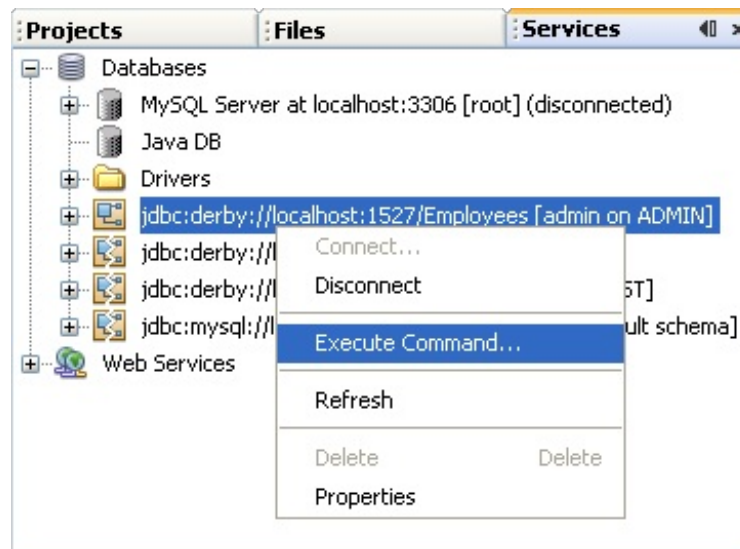 Projects Files Services
Databases
MySQL Server at localhost:3306 [root] (disconnected)
Java DB
Drivers
jdbc:derby://localhost:1527/Employees [admin on ADMIN]
jdbc:derby://l
Connect...
jdbc:derby://l ST]
Disconnect
jdbc:mysql://l ult schema]
Execute Command...
Web Services
Refresh
Delete Delete
Properties